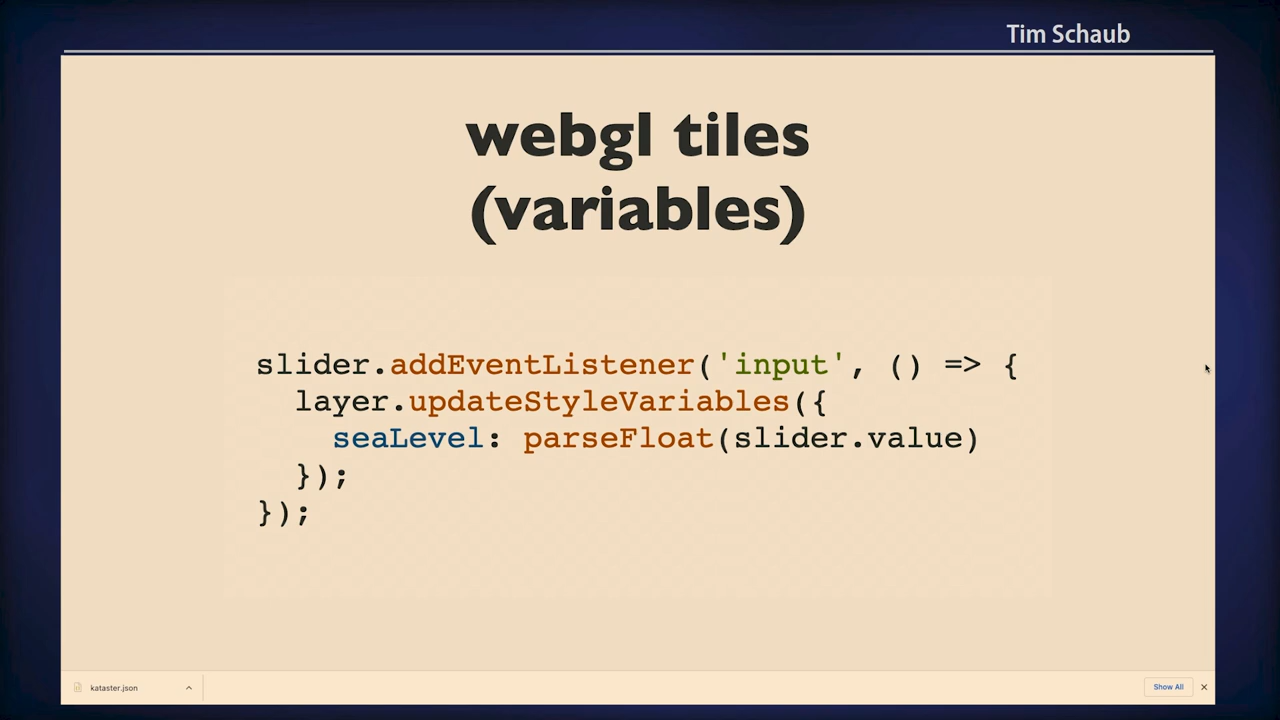 Tim Schaub
webgl tiles
(variables)
slider.addEventListener('input', () => {
  layer.updateStyleVariables({
    seaLevel: parseFloat(slider.value)
  });
});
kataster.json
Show All